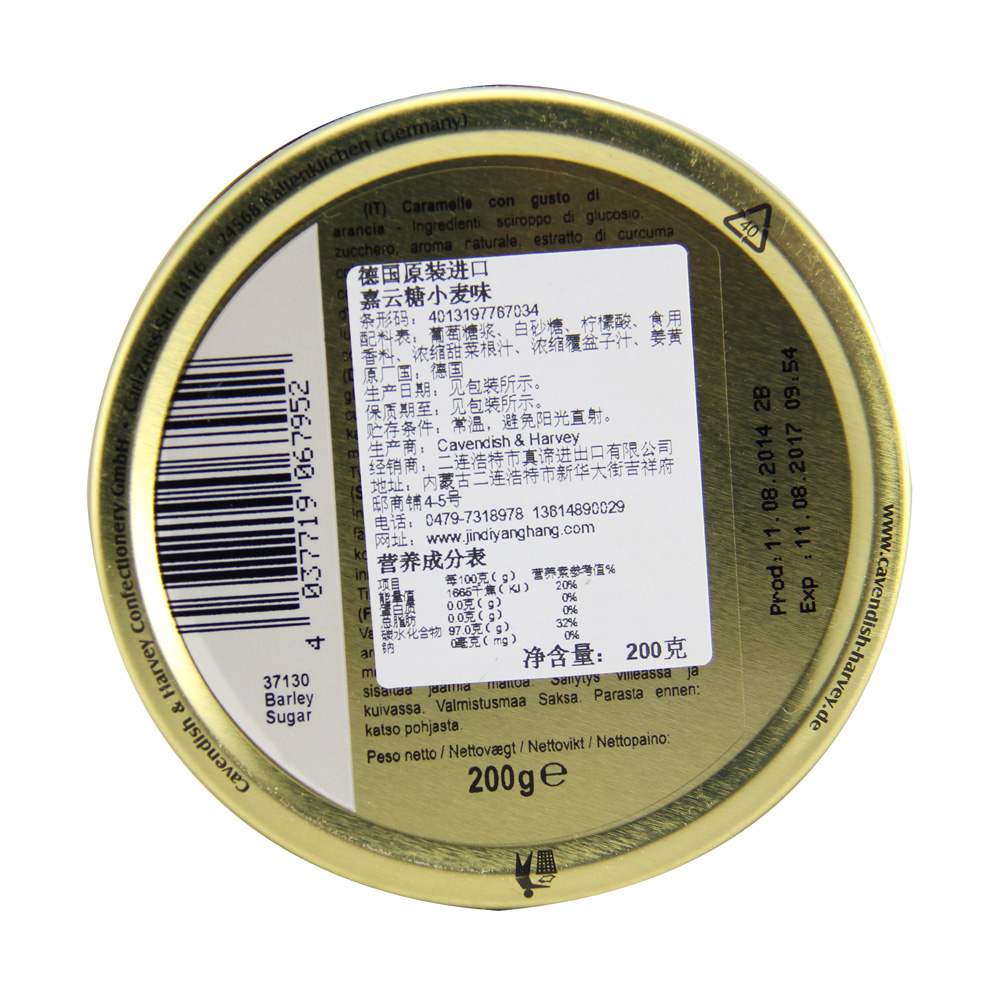 Cavendish & Harvey Confectionery GmbH • Carl-Zeiss-Str. 14-16 • 24568 Kaltenkirchen (Germany)
40
(IT) Caramelle con gusto di
arancia - Ingredienti sciroppo di glucosio,
zucchero, aroma naturale, estratto di curcuma
德国原装进口
嘉云糖小麦味
条形码：4013197767034
配料表：葡萄糖浆、白砂糖、柠檬酸、食用
香料、浓缩甜菜根汁、浓缩覆盆子汁、姜黄
原厂国：德国
生产日期：见包装所示。
保质期至：见包装所示。
贮存条件：常温，避免阳光直射。
生产商：Cavendish & Harvey
经销商：二连浩特市真谛进出口有限公司
地址：内蒙古二连浩特市新华大街吉祥府
邸商铺4-5号
电话：0479-7318978 13614890029
网址：www.jindiyanghang.com
营养成分表
项目 每100克(g) 营养素参考值%
能量值 1665千焦(KJ) 20%
蛋白质 0.0克(g) 0%
总脂肪 0.0克(g) 0%
碳水化合物 97.0克(g) 32%
钠 0毫克(mg) 0%
净含量：200克
sisältää jäämiä maitoa Säilytys viileässä ja
kuivassa. Valmistusmaa Saksa. Parasta ennen:
katso pohjasta.
Peso netto / Nettovægt / Nettovikt / Nettopaino:
200g℮
4 037719 067952
37130
Barley
Sugar
Prod:11.08.2014 2B
Exp :11.08.2017 09:54
www.cavendish-harvey.de